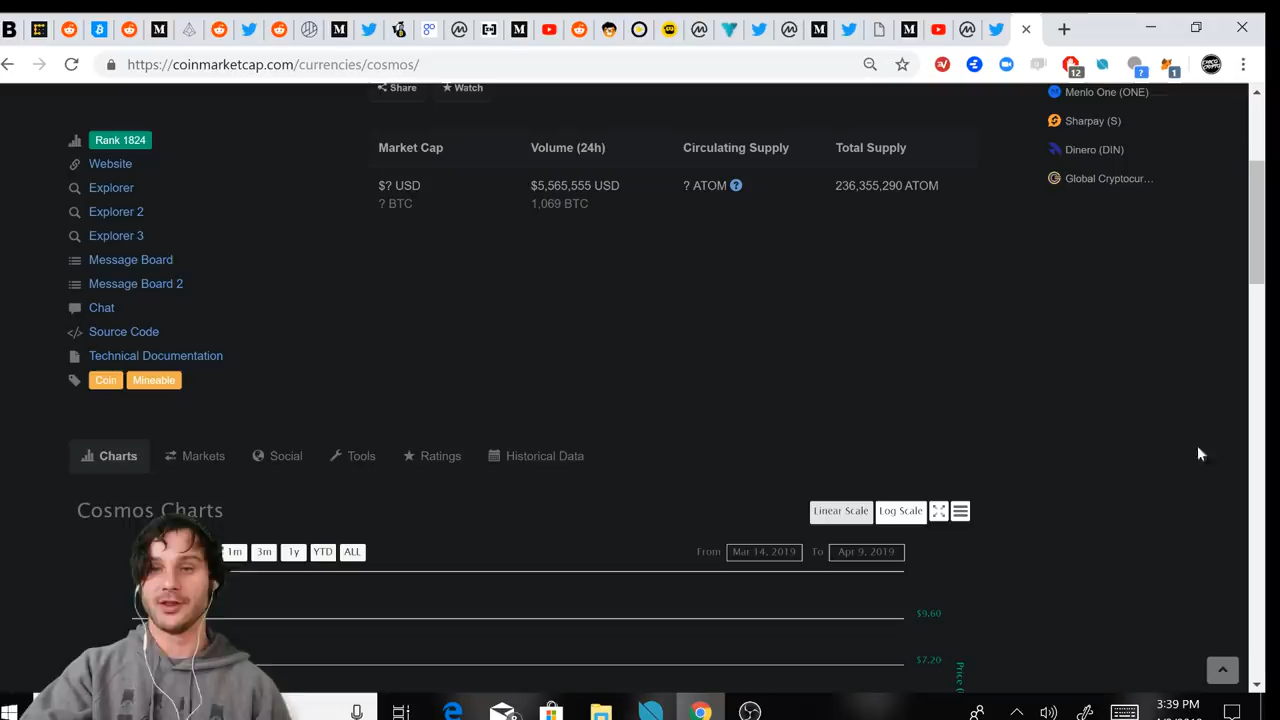 https://coinmarketcap.com/currencies/cosmos/
12
?
1
Share
Watch
Menlo One (ONE)
Sharpay (S)
Dinero (DIN)
Global Cryptocur…
Rank 1824
Website
Explorer
Explorer 2
Explorer 3
Message Board
Message Board 2
Chat
Source Code
Technical Documentation
Coin
Mineable
Market Cap
Volume (24h)
Circulating Supply
Total Supply
$? USD
$5,565,555 USD
? ATOM
236,355,290 ATOM
? BTC
1,069 BTC
Charts
Markets
Social
Tools
Ratings
Historical Data
Cosmos Charts
Linear Scale
Log Scale
1m
3m
1y
YTD
ALL
From
Mar 14, 2019
To
Apr 9, 2019
$9.60
$7.20
3:39 PM